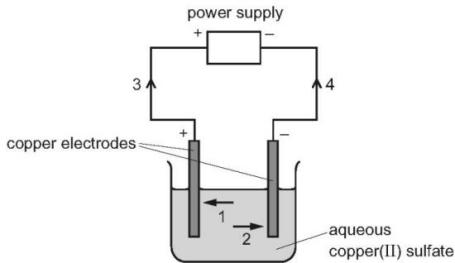 power supply
+ –
3 4
+ –
copper electrodes
1
2
aqueous
copper(II) sulfate